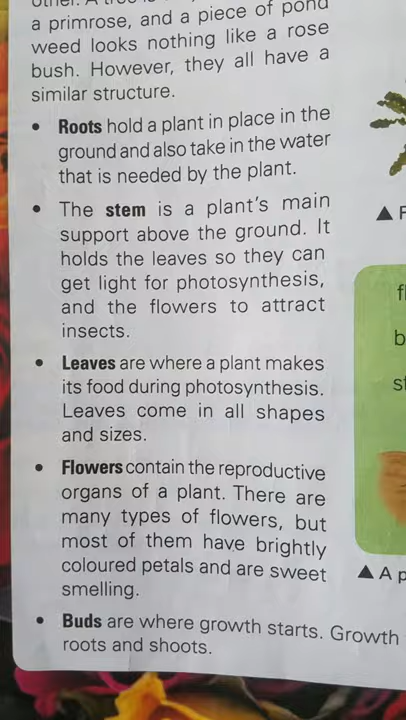 a primrose, and a piece of pond
weed looks nothing like a rose
bush. However, they all have a
similar structure.
• Roots hold a plant in place in the
ground and also take in the water
that is needed by the plant.
• The stem is a plant's main
support above the ground. It
holds the leaves so they can
get light for photosynthesis,
and the flowers to attract
insects.
• Leaves are where a plant makes
its food during photosynthesis.
Leaves come in all shapes
and sizes.
• Flowers contain the reproductive
organs of a plant. There are
many types of flowers, but
most of them have brightly
coloured petals and are sweet
smelling.
• Buds are where growth starts. Growth
roots and shoots.
▲ F
fl
b
st
▲ A p